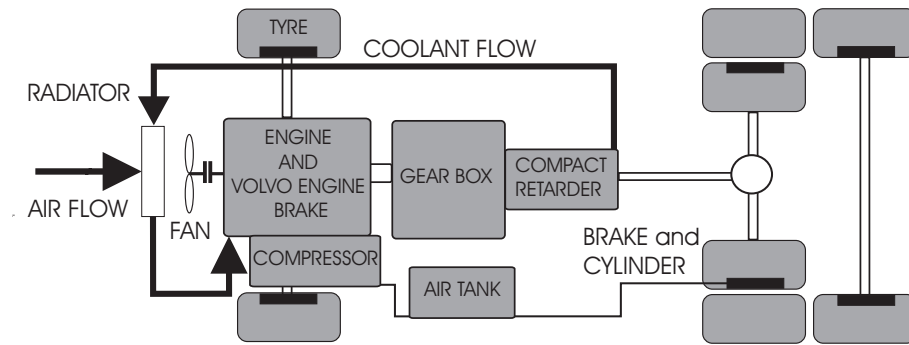 TYRE
COOLANT FLOW
RADIATOR
ENGINE
AND
VOLVO ENGINE
BRAKE
GEAR BOX
COMPACT
RETARDER
AIR FLOW
FAN
BRAKE and
CYLINDER
COMPRESSOR
AIR TANK